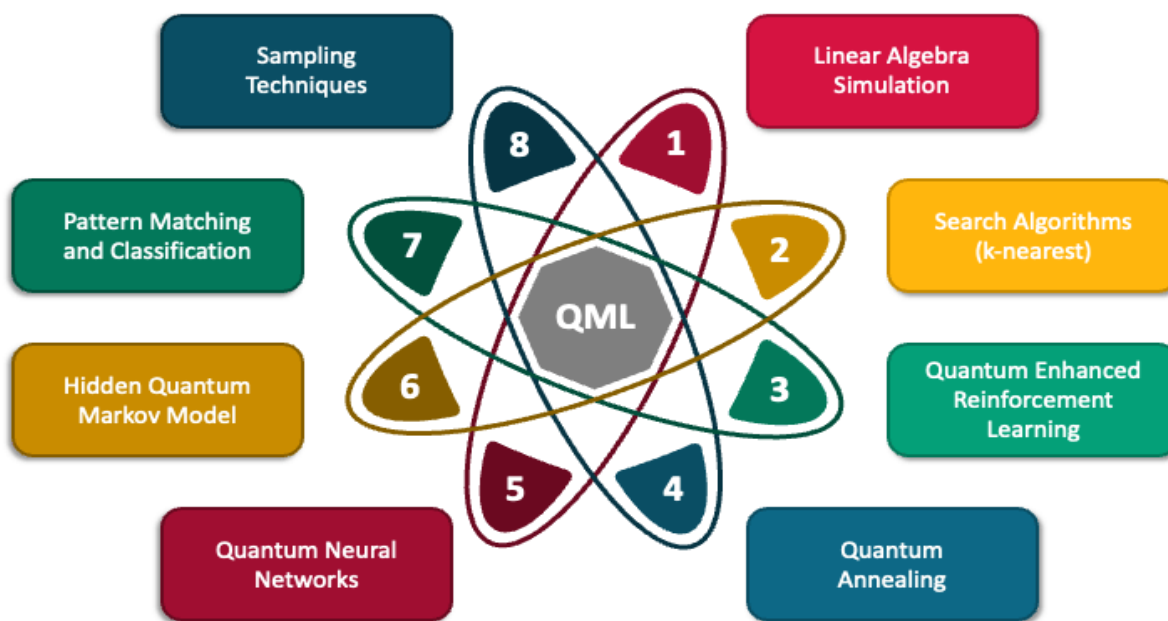 Sampling
Techniques
Linear Algebra
Simulation
8
1
Pattern Matching
and Classification
7
2
Search Algorithms
(k-nearest)
QML
Hidden Quantum
Markov Model
6
3
Quantum Enhanced
Reinforcement
Learning
5
4
Quantum Neural
Networks
Quantum
Annealing